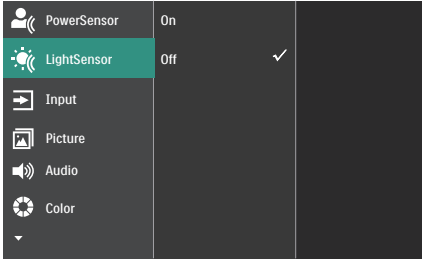 PowerSensor
On
LightSensor
Off
Input
Picture
Audio
Color